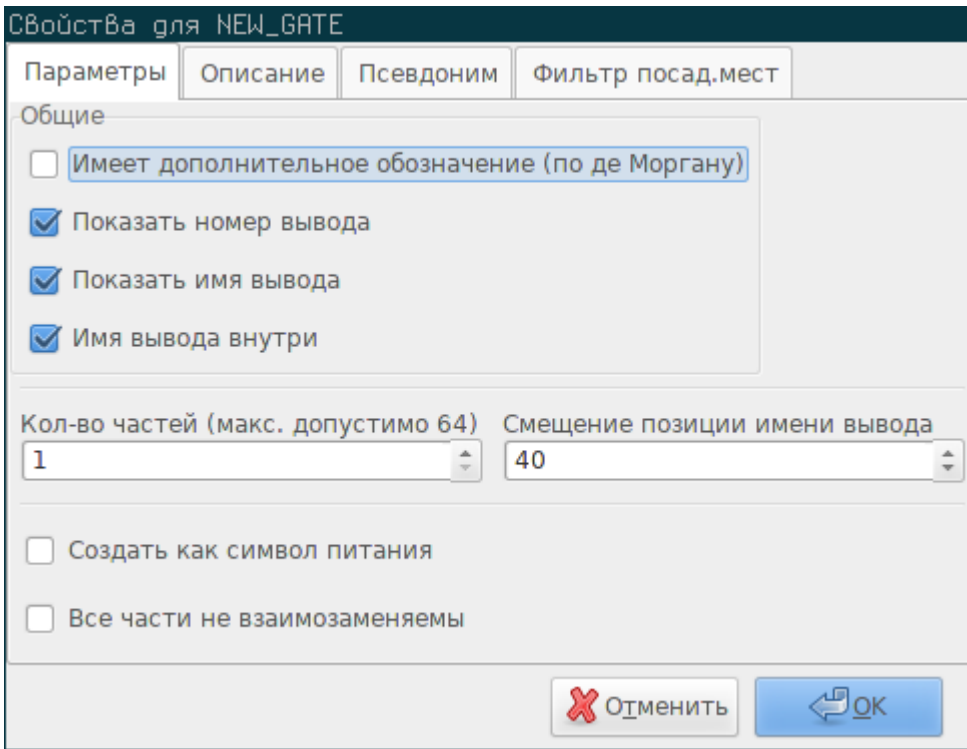 Свойства для NEW_GATE
Параметры Описание Псевдоним Фильтр посад.мест
Общие
Имеет дополнительное обозначение (по де Моргану)
Показать номер вывода
Показать имя вывода
Имя вывода внутри
Кол-во частей (макс. допустимо 64) Смещение позиции имени вывода
1 40
Создать как символ питания
Все части не взаимозаменяемы
Отменить OK